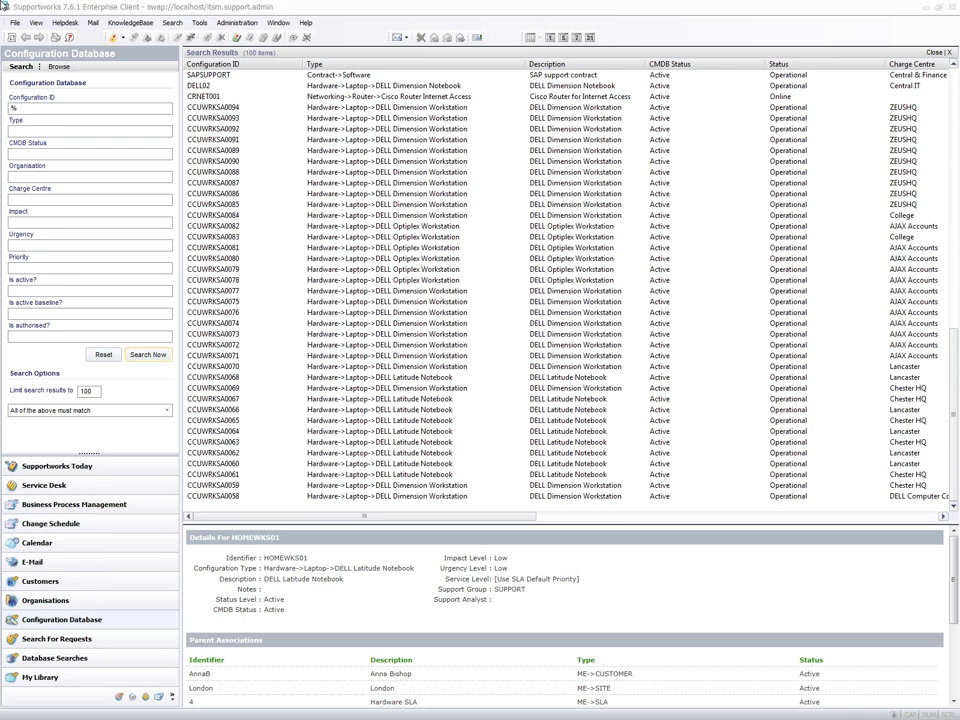 Supportworks 7.6.1 Enterprise Client - swap://localhost/itsm.support.admin
File View Helpdesk Mail KnowledgeBase Search Tools Administration Window Help
Configuration Database
Search Browse
Configuration Database
Configuration ID
%
Type
CMDB Status
Organisation
Charge Centre
Impact
Urgency
Priority
Is active?
Is active baseline?
Is authorised?
Reset Search Now
Search Options
Limit search results to 100
All of the above must match
Supportworks Today
Service Desk
Business Process Management
Change Schedule
Calendar
E-Mail
Customers
Organisations
Configuration Database
Search For Requests
Database Searches
My Library
Search Results (100 items) Close | X
Configuration ID Type Description CMDB Status Status Charge Centre
SAPSUPPORT Contract->Software SAP support contract Active Operational Central & Finance
DELL02 Hardware->Laptop->DELL Dimension Notebook DELL Dimension Notebook Active Operational Central IT
CRNET001 Networking->Router->Cisco Router Internet Access Cisco Router for Internet Access Active Online
CCUWRKSA0094 Hardware->Laptop->DELL Dimension Workstation DELL Dimension Workstation Active Operational ZEUSHQ
CCUWRKSA0093 Hardware->Laptop->DELL Dimension Workstation DELL Dimension Workstation Active Operational ZEUSHQ
CCUWRKSA0092 Hardware->Laptop->DELL Dimension Workstation DELL Dimension Workstation Active Operational ZEUSHQ
CCUWRKSA0091 Hardware->Laptop->DELL Dimension Workstation DELL Dimension Workstation Active Operational ZEUSHQ
CCUWRKSA0089 Hardware->Laptop->DELL Dimension Workstation DELL Dimension Workstation Active Operational ZEUSHQ
CCUWRKSA0090 Hardware->Laptop->DELL Dimension Workstation DELL Dimension Workstation Active Operational ZEUSHQ
CCUWRKSA0088 Hardware->Laptop->DELL Dimension Workstation DELL Dimension Workstation Active Operational ZEUSHQ
CCUWRKSA0087 Hardware->Laptop->DELL Dimension Workstation DELL Dimension Workstation Active Operational ZEUSHQ
CCUWRKSA0086 Hardware->Laptop->DELL Dimension Workstation DELL Dimension Workstation Active Operational ZEUSHQ
CCUWRKSA0085 Hardware->Laptop->DELL Dimension Workstation DELL Dimension Workstation Active Operational ZEUSHQ
CCUWRKSA0084 Hardware->Laptop->DELL Dimension Workstation DELL Dimension Workstation Active Operational College
CCUWRKSA0082 Hardware->Laptop->DELL Optiplex Workstation DELL Optiplex Workstation Active Operational AJAX Accounts
CCUWRKSA0083 Hardware->Laptop->DELL Optiplex Workstation DELL Optiplex Workstation Active Operational College
CCUWRKSA0081 Hardware->Laptop->DELL Optiplex Workstation DELL Optiplex Workstation Active Operational AJAX Accounts
CCUWRKSA0080 Hardware->Laptop->DELL Optiplex Workstation DELL Optiplex Workstation Active Operational AJAX Accounts
CCUWRKSA0079 Hardware->Laptop->DELL Optiplex Workstation DELL Optiplex Workstation Active Operational AJAX Accounts
CCUWRKSA0078 Hardware->Laptop->DELL Optiplex Workstation DELL Optiplex Workstation Active Operational AJAX Accounts
CCUWRKSA0077 Hardware->Laptop->DELL Dimension Workstation DELL Dimension Workstation Active Operational AJAX Accounts
CCUWRKSA0075 Hardware->Laptop->DELL Dimension Workstation DELL Dimension Workstation Active Operational AJAX Accounts
CCUWRKSA0076 Hardware->Laptop->DELL Dimension Workstation DELL Dimension Workstation Active Operational AJAX Accounts
CCUWRKSA0074 Hardware->Laptop->DELL Dimension Workstation DELL Dimension Workstation Active Operational AJAX Accounts
CCUWRKSA0073 Hardware->Laptop->DELL Dimension Workstation DELL Dimension Workstation Active Operational AJAX Accounts
CCUWRKSA0072 Hardware->Laptop->DELL Dimension Workstation DELL Dimension Workstation Active Operational AJAX Accounts
CCUWRKSA0071 Hardware->Laptop->DELL Dimension Workstation DELL Dimension Workstation Active Operational AJAX Accounts
CCUWRKSA0070 Hardware->Laptop->DELL Dimension Workstation DELL Dimension Workstation Active Operational Lancaster
CCUWRKSA0068 Hardware->Laptop->DELL Latitude Notebook DELL Latitude Notebook Active Operational Lancaster
CCUWRKSA0069 Hardware->Laptop->DELL Dimension Workstation DELL Dimension Workstation Active Operational Chester HQ
CCUWRKSA0067 Hardware->Laptop->DELL Latitude Notebook DELL Latitude Notebook Active Operational Chester HQ
CCUWRKSA0066 Hardware->Laptop->DELL Latitude Notebook DELL Latitude Notebook Active Operational Lancaster
CCUWRKSA0065 Hardware->Laptop->DELL Latitude Notebook DELL Latitude Notebook Active Operational Chester HQ
CCUWRKSA0064 Hardware->Laptop->DELL Latitude Notebook DELL Latitude Notebook Active Operational Lancaster
CCUWRKSA0063 Hardware->Laptop->DELL Latitude Notebook DELL Latitude Notebook Active Operational Chester HQ
CCUWRKSA0062 Hardware->Laptop->DELL Latitude Notebook DELL Latitude Notebook Active Operational Lancaster
CCUWRKSA0060 Hardware->Laptop->DELL Latitude Notebook DELL Latitude Notebook Active Operational Lancaster
CCUWRKSA0061 Hardware->Laptop->DELL Latitude Notebook DELL Latitude Notebook Active Operational Chester HQ
CCUWRKSA0059 Hardware->Laptop->DELL Dimension Workstation DELL Dimension Workstation Active Operational Chester HQ
CCUWRKSA0058 Hardware->Laptop->DELL Dimension Workstation DELL Dimension Workstation Active Operational DELL Computer Co
Details For HOMEWKS01
Identifier : HOMEWKS01 Impact Level : Low
Configuration Type : Hardware->Laptop->DELL Latitude Notebook Urgency Level : Low
Description : DELL Latitude Notebook Service Level : [Use SLA Default Priority]
Notes : Support Group : SUPPORT
Status Level : Active Support Analyst :
CMDB Status : Active
Parent Associations
Identifier Description Type Status
AnnaB Anna Bishop ME->CUSTOMER Active
London London ME->SITE Active
4 Hardware SLA ME->SLA Active
CAP NUM SCRL